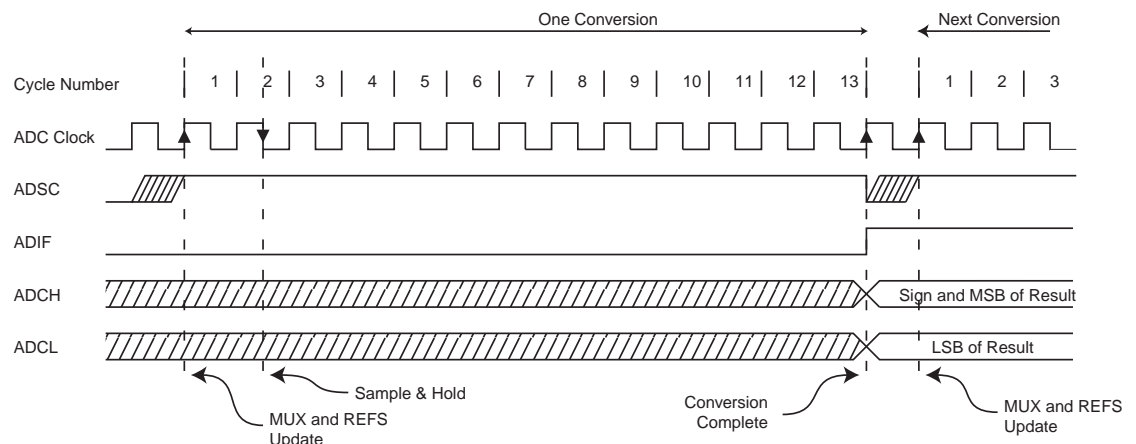 One Conversion
Next Conversion
Cycle Number 1 2 3 4 5 6 7 8 9 10 11 12 13 1 2 3
ADC Clock
ADSC
ADIF
ADCH
Sign and MSB of Result
ADCL
LSB of Result
Sample & Hold
MUX and REFS
Update
Conversion
Complete
MUX and REFS
Update